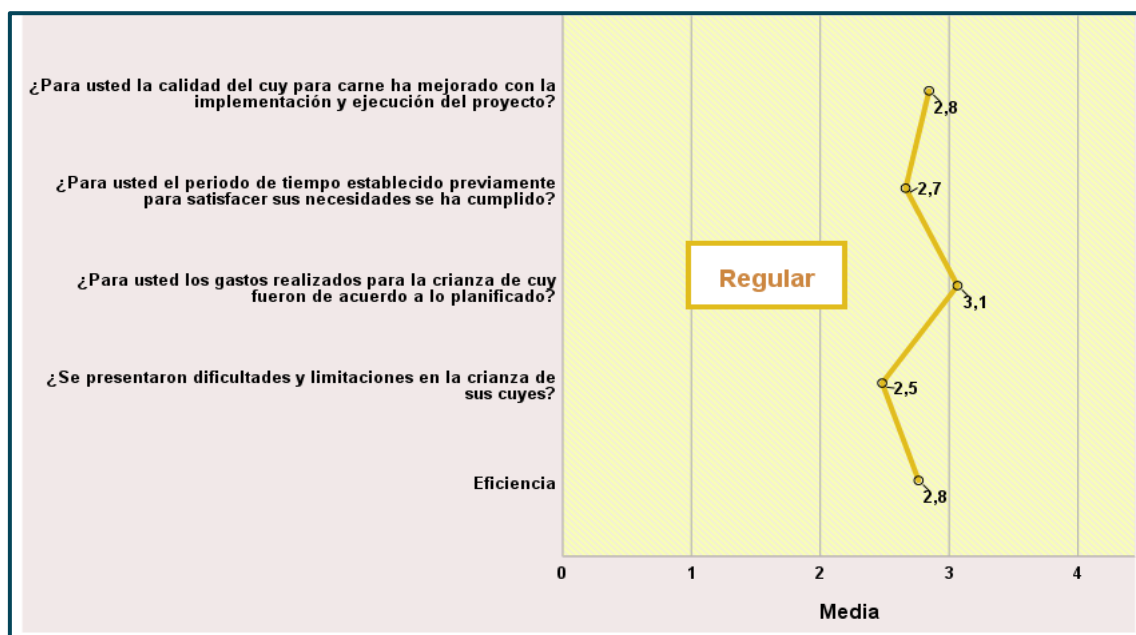 ¿Para usted la calidad del cuy para carne ha mejorado con la
implementación y ejecución del proyecto?
2,8
¿Para usted el periodo de tiempo establecido previamente
para satisfacer sus necesidades se ha cumplido?
2,7
Regular
¿Para usted los gastos realizados para la crianza de cuy
fueron de acuerdo a lo planificado?
3,1
¿Se presentaron dificultades y limitaciones en la crianza de
sus cuyes?
2,5
Eficiencia
2,8
0 1 2 3 4
Media